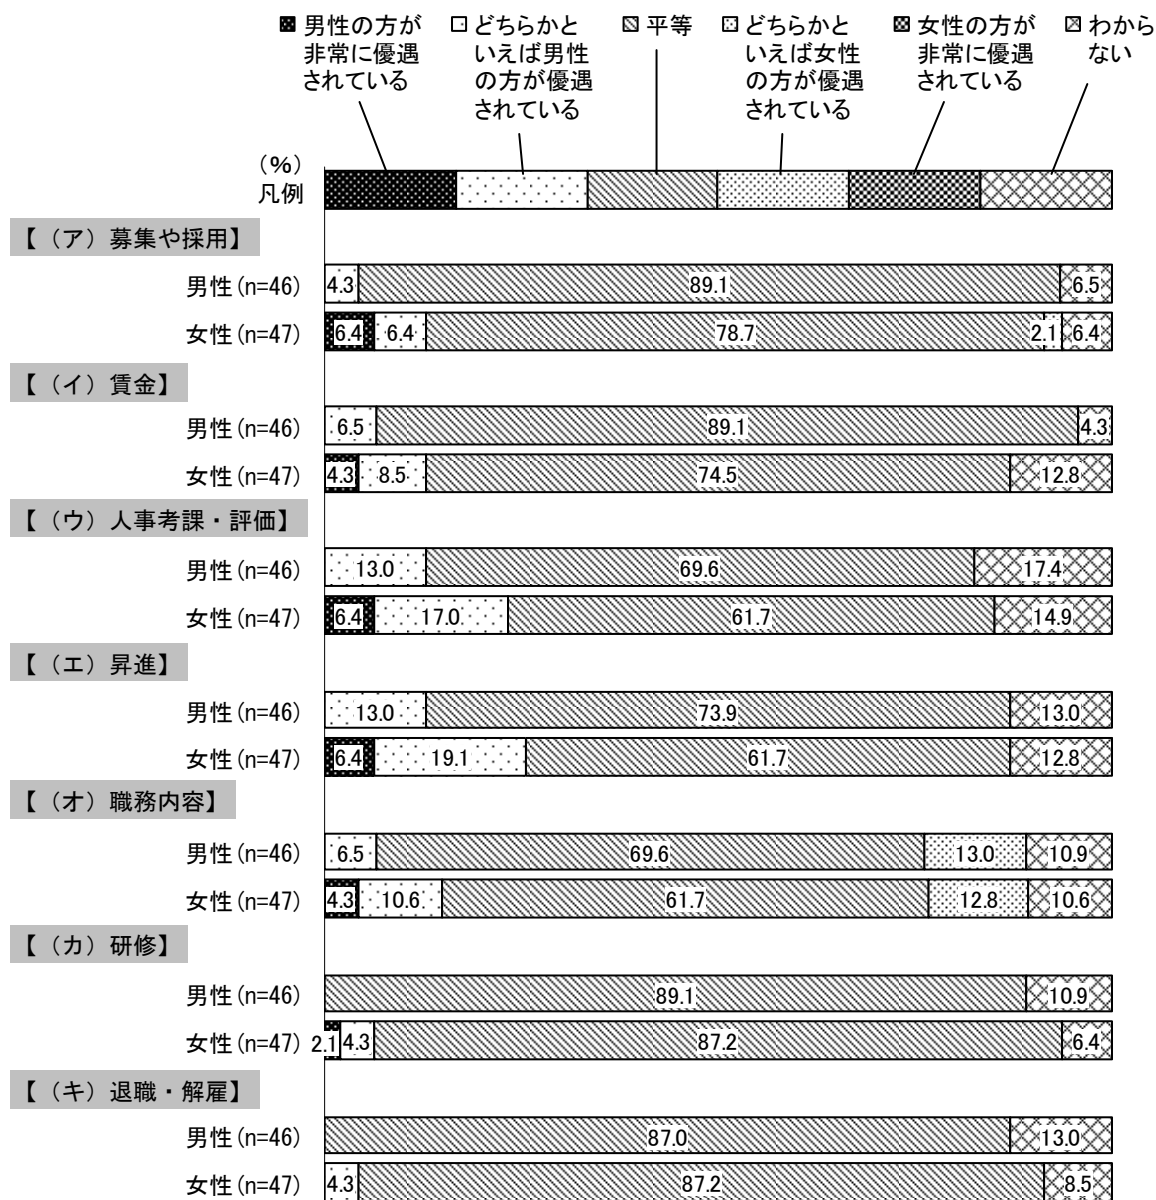 男性の方が
非常に優遇
されている
どちらかと
いえば男性
の方が優遇
されている
平等
どちらかと
いえば女性
の方が優遇
されている
女性の方が
非常に優遇
されている
わから
ない
(%)
凡例
【(ア)募集や採用】
男性(n=46) 4.3 89.1 6.5
女性(n=47) 6.4 6.4 78.7 2.1 6.4
【(イ)賃金】
男性(n=46) 6.5 89.1 4.3
女性(n=47) 4.3 8.5 74.5 12.8
【(ウ)人事考課・評価】
男性(n=46) 13.0 69.6 17.4
女性(n=47) 6.4 17.0 61.7 14.9
【(エ)昇進】
男性(n=46) 13.0 73.9 13.0
女性(n=47) 6.4 19.1 61.7 12.8
【(オ)職務内容】
男性(n=46) 6.5 69.6 13.0 10.9
女性(n=47) 4.3 10.6 61.7 12.8 10.6
【(カ)研修】
男性(n=46) 89.1 10.9
女性(n=47) 2.1 4.3 87.2 6.4
【(キ)退職・解雇】
男性(n=46) 87.0 13.0
女性(n=47) 4.3 87.2 8.5